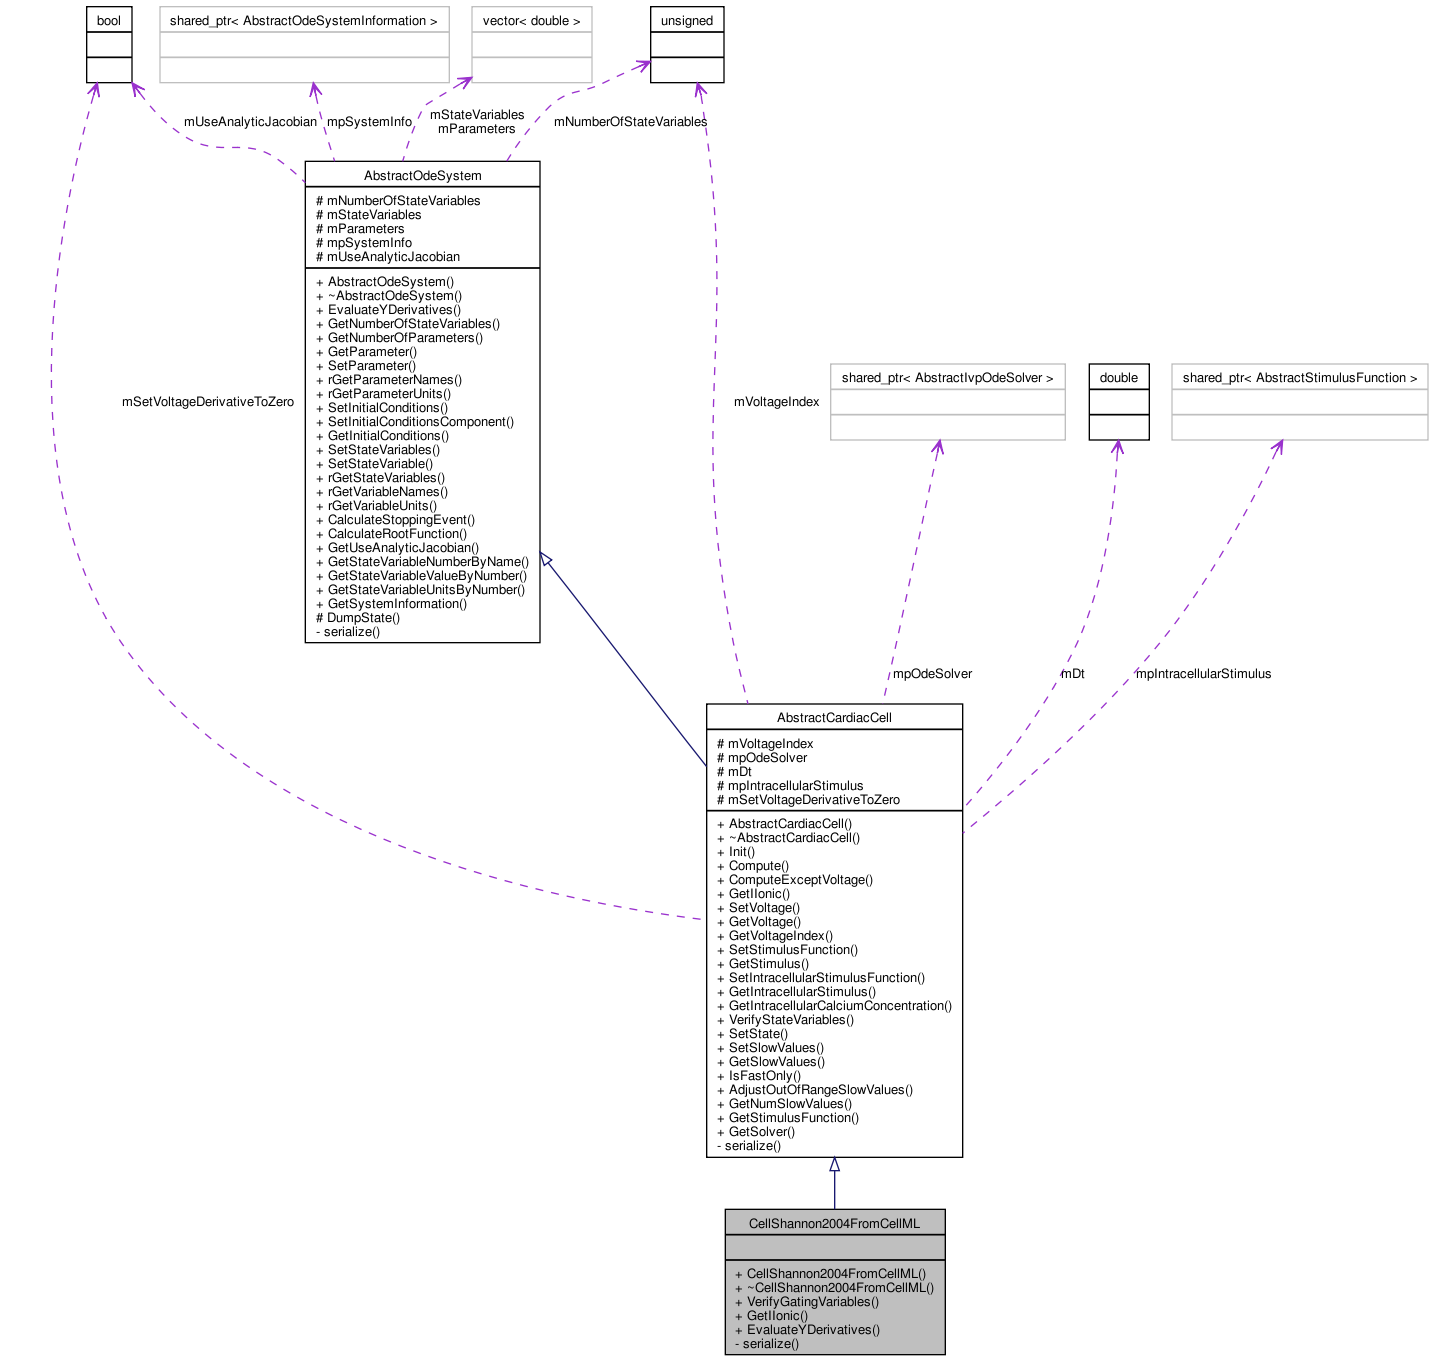 bool
shared_ptr< AbstractOdeSystemInformation >
vector< double >
unsigned
mUseAnalyticJacobian
mpSystemInfo
mStateVariables
mParameters
mNumberOfStateVariables
AbstractOdeSystem
# mNumberOfStateVariables
# mStateVariables
# mParameters
# mpSystemInfo
# mUseAnalyticJacobian
+ AbstractOdeSystem()
+ ~AbstractOdeSystem()
+ EvaluateYDerivatives()
+ GetNumberOfStateVariables()
+ GetNumberOfParameters()
+ GetParameter()
+ SetParameter()
+ rGetParameterNames()
+ rGetParameterUnits()
+ SetInitialConditions()
+ SetInitialConditionsComponent()
+ GetInitialConditions()
+ SetStateVariables()
+ SetStateVariable()
+ rGetStateVariables()
+ rGetVariableNames()
+ rGetVariableUnits()
+ CalculateStoppingEvent()
+ CalculateRootFunction()
+ GetUseAnalyticJacobian()
+ GetStateVariableNumberByName()
+ GetStateVariableValueByNumber()
+ GetStateVariableUnitsByNumber()
+ GetSystemInformation()
# DumpState()
- serialize()
mSetVoltageDerivativeToZero
mVoltageIndex
shared_ptr< AbstractIvpOdeSolver >
double
shared_ptr< AbstractStimulusFunction >
mpOdeSolver
mDt
mpIntracellularStimulus
AbstractCardiacCell
# mVoltageIndex
# mpOdeSolver
# mDt
# mpIntracellularStimulus
# mSetVoltageDerivativeToZero
+ AbstractCardiacCell()
+ ~AbstractCardiacCell()
+ Init()
+ Compute()
+ ComputeExceptVoltage()
+ GetIIonic()
+ SetVoltage()
+ GetVoltage()
+ GetVoltageIndex()
+ SetStimulusFunction()
+ GetStimulus()
+ SetIntracellularStimulusFunction()
+ GetIntracellularStimulus()
+ GetIntracellularCalciumConcentration()
+ VerifyStateVariables()
+ SetState()
+ SetSlowValues()
+ GetSlowValues()
+ IsFastOnly()
+ AdjustOutOfRangeSlowValues()
+ GetNumSlowValues()
+ GetStimulusFunction()
+ GetSolver()
- serialize()
CellShannon2004FromCellML
+ CellShannon2004FromCellML()
+ ~CellShannon2004FromCellML()
+ VerifyGatingVariables()
+ GetIIonic()
+ EvaluateYDerivatives()
- serialize()